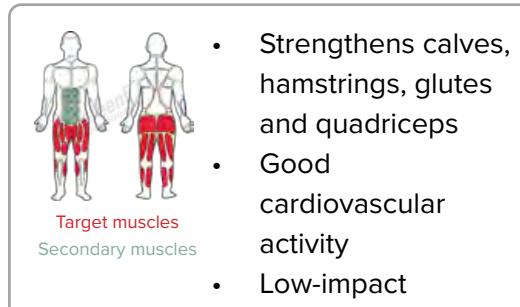 • Strengthens calves,
hamstrings, glutes
and quadriceps
• Good
cardiovascular
activity
• Low-impact
Target muscles
Secondary muscles